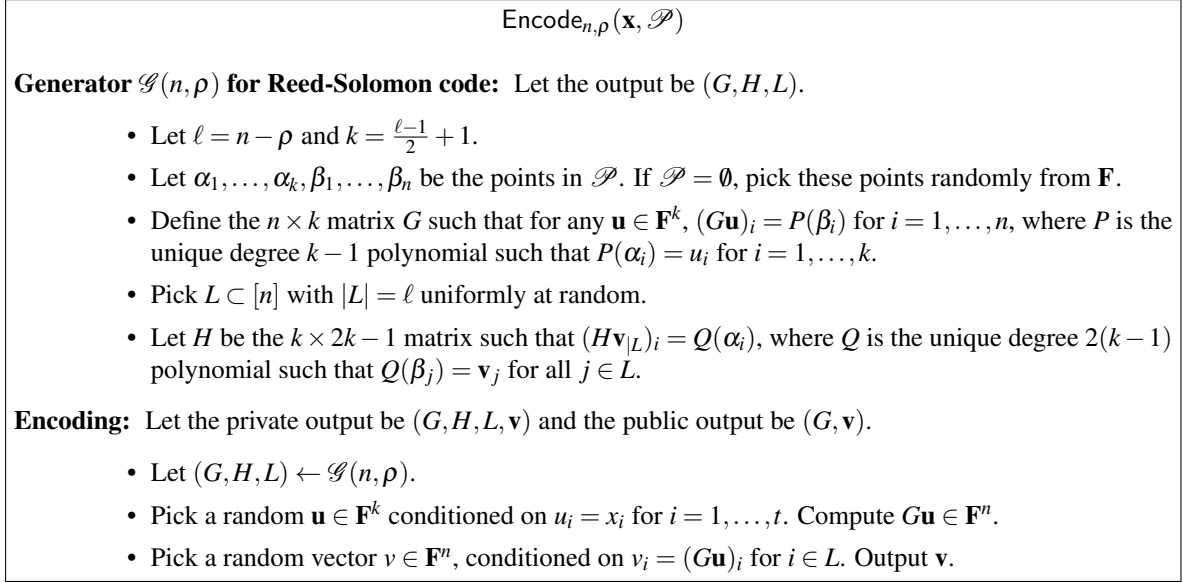 Encode_{n,ρ}(x, 𝒫)
Generator 𝒢(n,ρ) for Reed-Solomon code: Let the output be (G,H,L).
• Let ℓ = n − ρ and k = \frac{ℓ−1}{2} + 1.
• Let α_1,…,α_k, β_1,…,β_n be the points in 𝒫. If 𝒫 = ∅, pick these points randomly from F.
• Define the n × k matrix G such that for any u ∈ F^k, (Gu)_i = P(β_i) for i = 1,…,n, where P is the
unique degree k − 1 polynomial such that P(α_i) = u_i for i = 1,…,k.
• Pick L ⊂ [n] with |L| = ℓ uniformly at random.
• Let H be the k × 2k − 1 matrix such that (Hv_{|L})_i = Q(α_i), where Q is the unique degree 2(k − 1)
polynomial such that Q(β_j) = v_j for all j ∈ L.
Encoding: Let the private output be (G,H,L,v) and the public output be (G,v).
• Let (G,H,L) ← 𝒢(n,ρ).
• Pick a random u ∈ F^k conditioned on u_i = x_i for i = 1,…,t. Compute Gu ∈ F^n.
• Pick a random vector v ∈ F^n, conditioned on v_i = (Gu)_i for i ∈ L. Output v.